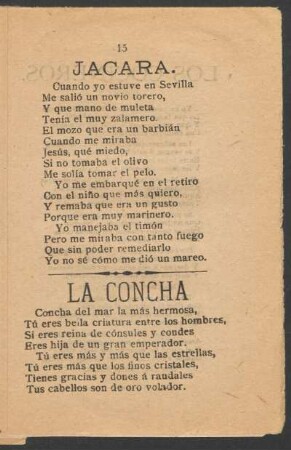 15
JACARA.
Cuando yo estuve en Sevilla
Me salió un novio torero,
Y que mano de muleta
Tenía el muy zalamero.
El mozo que era un barbián
Cuando me miraba
Jesús, qué miedo,
Si no tomaba el olivo
Me solía tomar el pelo.
Yo me embarqué en el retiro
Con el niño que más quiero,
Y remaba que era un gusto
Porque era muy marinero.
Yo manejaba el timón
Pero me miraba con tanto fuego
Que sin poder remediarlo
Yo no sé cómo me dió un mareo.
LA CONCHA
Concha del mar la más hermosa,
Tú eres bella criatura entre los hombres,
Si eres reina de cónsules y condes
Eres hija de un gran emperador.
Tú eres más y más que las estrellas,
Tú eres más que los finos cristales,
Tienes gracias y dones á raudales
Tus cabellos son de oro volador.